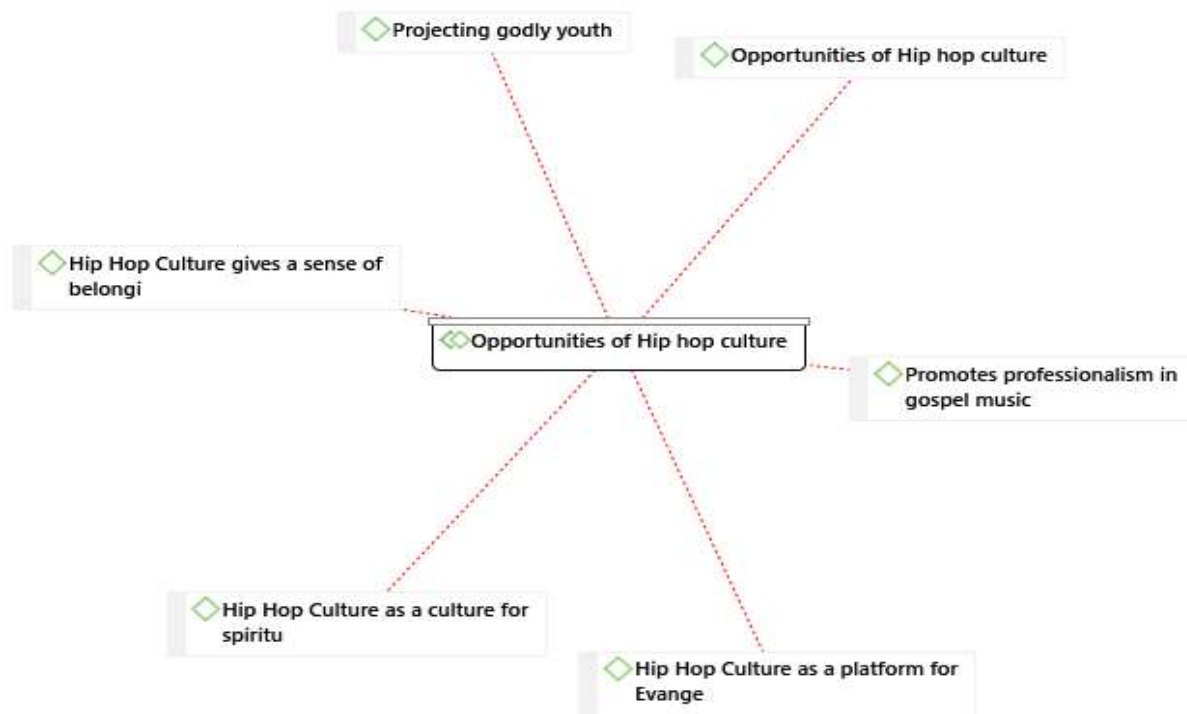 Projecting godly youth
Opportunities of Hip hop culture
Hip Hop Culture gives a sense of
belongi
Opportunities of Hip hop culture
Promotes professionalism in
gospel music
Hip Hop Culture as a culture for
spiritu
Hip Hop Culture as a platform for
Evange